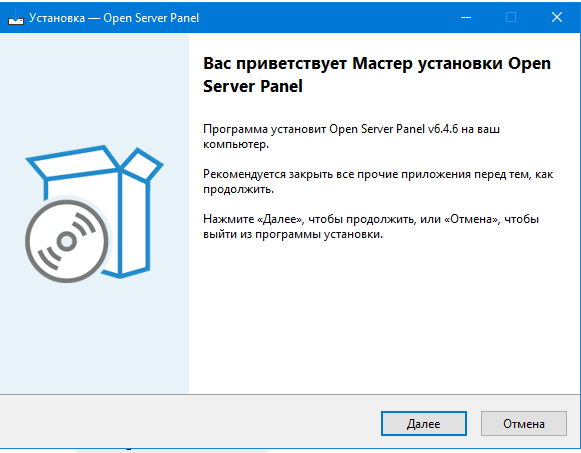 Установка — Open Server Panel
Вас приветствует Мастер установки Open
Server Panel
Программа установит Open Server Panel v6.4.6 на ваш
компьютер.
Рекомендуется закрыть все прочие приложения перед тем, как
продолжить.
Нажмите «Далее», чтобы продолжить, или «Отмена», чтобы
выйти из программы установки.
Далее
Отмена